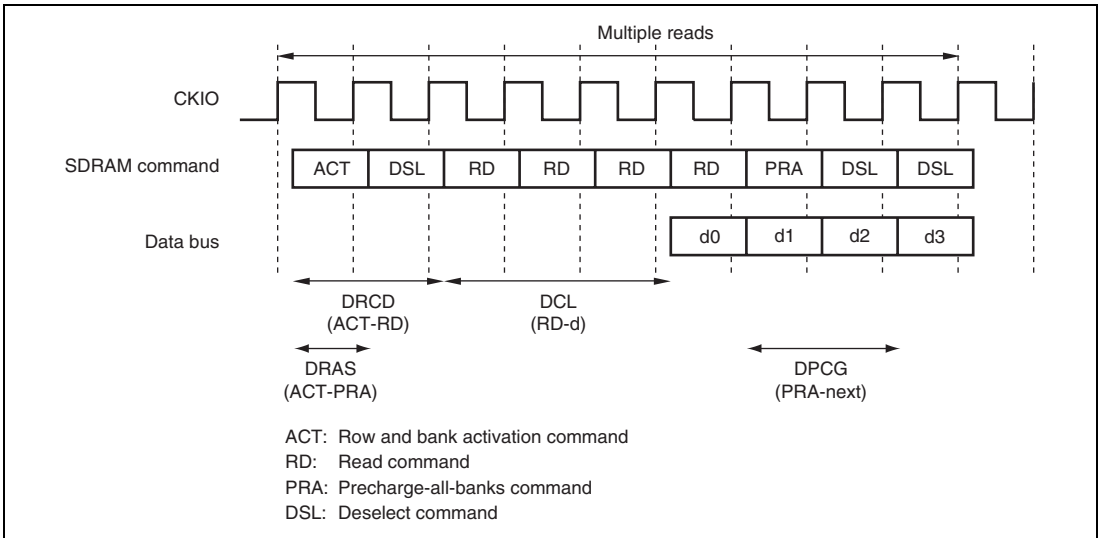 Multiple reads
CKIO
SDRAM command ACT DSL RD RD RD RD PRA DSL DSL
Data bus d0 d1 d2 d3
DRCD DCL
(ACT-RD) (RD-d)
DRAS DPCG
(ACT-PRA) (PRA-next)
ACT: Row and bank activation command
RD: Read command
PRA: Precharge-all-banks command
DSL: Deselect command